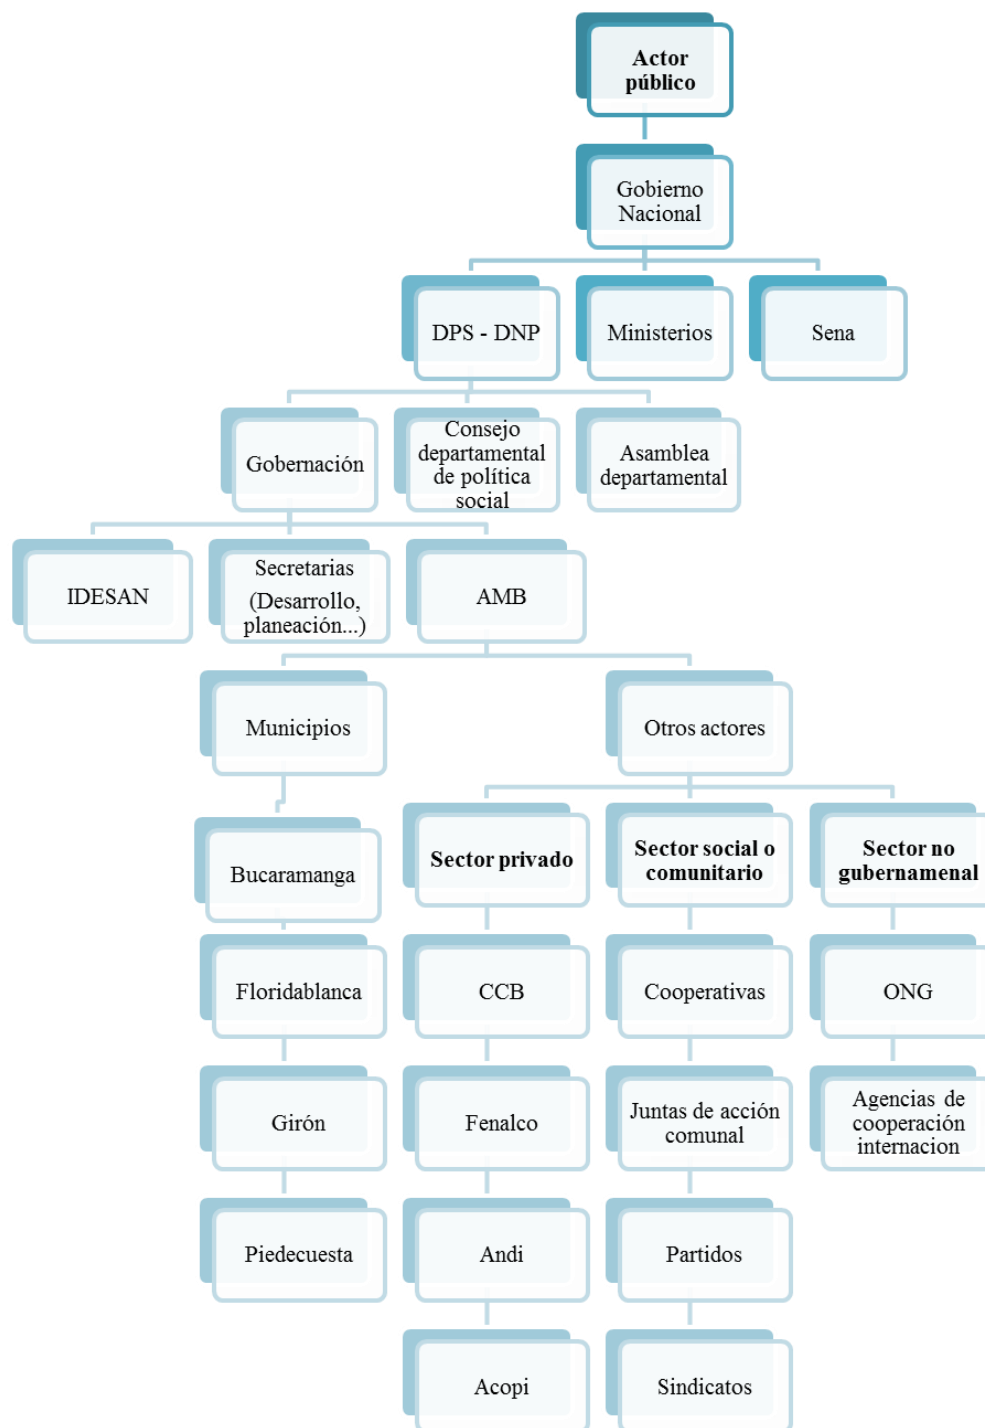 Actor
público
Gobierno
Nacional
DPS - DNP
Ministerios
Sena
Gobernación
Consejo
departamental
de política
social
Asamblea
departamental
IDESAN
Secretarias
(Desarrollo,
planeación...)
AMB
Municipios
Otros actores
Bucaramanga
Sector privado
Sector social o
comunitario
Sector no
gubernamenal
Floridablanca
CCB
Cooperativas
ONG
Girón
Fenalco
Juntas de acción
comunal
Agencias de
cooperación
internacion
Piedecuesta
Andi
Partidos
Acopi
Sindicatos